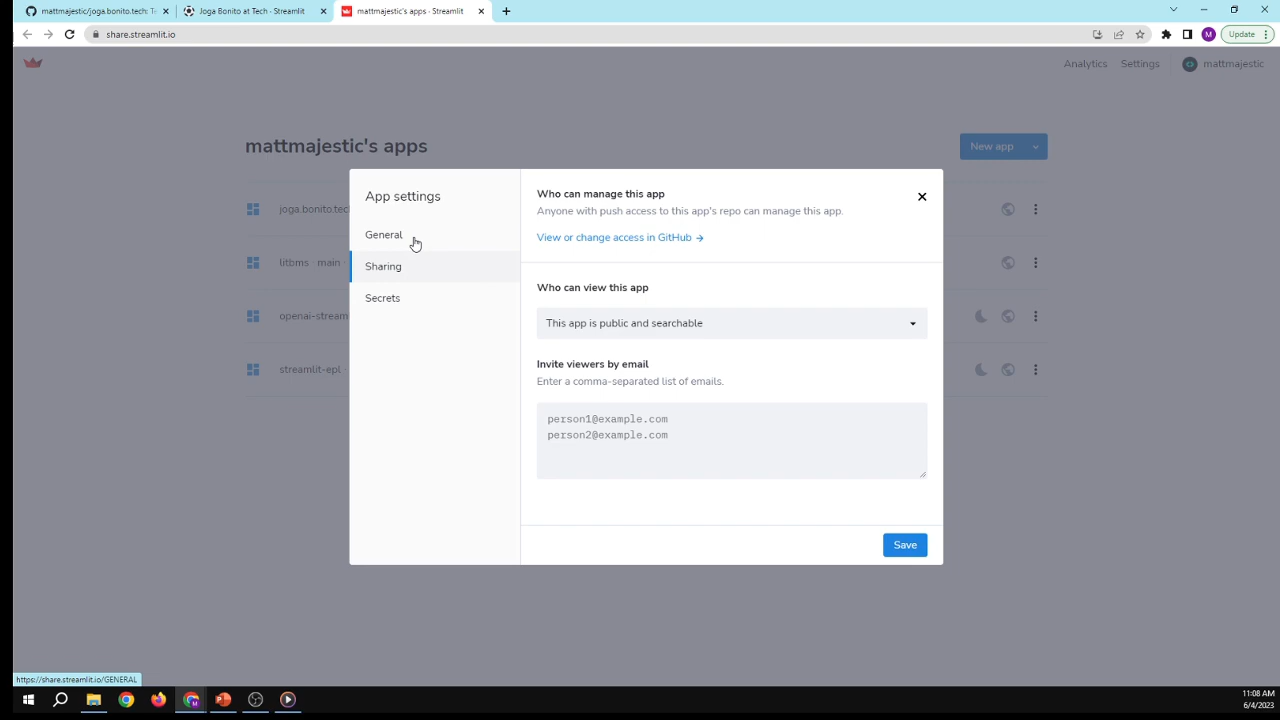 mattmajestic/joga.bonito.tech: T
Joga Bonito at Tech · Streamlit
mattmajestic's apps · Streamlit
share.streamlit.io
M
Update
Analytics
Settings
mattmajestic
mattmajestic's apps
New app
joga.bonito.tec
litbms · main ·
openai-stream
streamlit-epl ·
App settings
General
Sharing
Secrets
Who can manage this app
Anyone with push access to this app's repo can manage this app.
View or change access in GitHub →
Who can view this app
This app is public and searchable
Invite viewers by email
Enter a comma-separated list of emails.
person1@example.com
person2@example.com
Save
https://share.streamlit.io/GENERAL
11:08 AM
6/4/2023